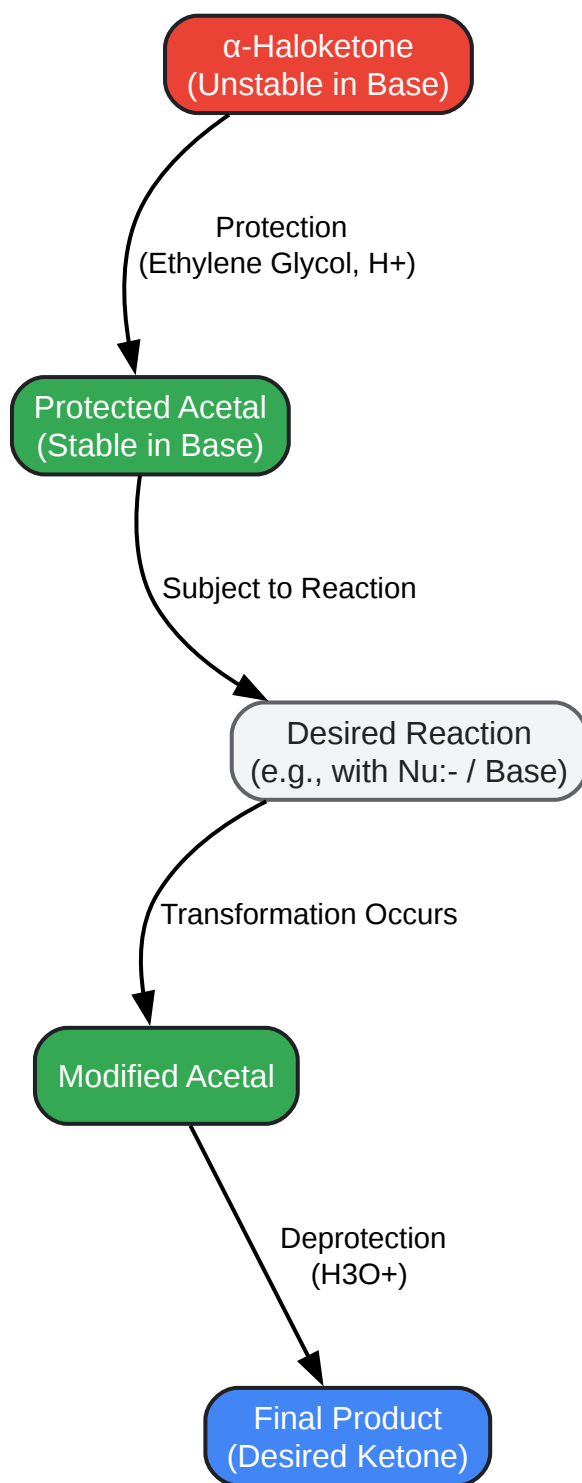 α-Haloketone
(Unstable in Base)
Protection
(Ethylene Glycol, H+)
Protected Acetal
(Stable in Base)
Subject to Reaction
Desired Reaction
(e.g., with Nu:- / Base)
Transformation Occurs
Modified Acetal
Deprotection
(H3O+)
Final Product
(Desired Ketone)